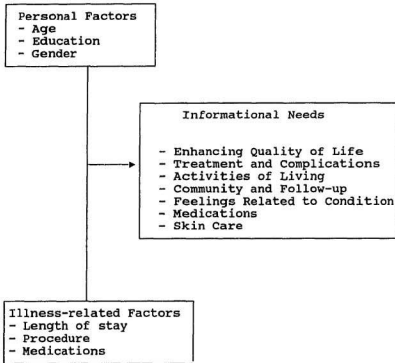 Personal Factors
- Age
- Education
- Gender
Informational Needs
- Enhancing Quality of Life
- Treatment and Complications
- Activities of Living
- Community and Follow-up
- Feelings Related to Condition
- Medications
- Skin Care
Illness-related Factors
- Length of stay
- Procedure
- Medications